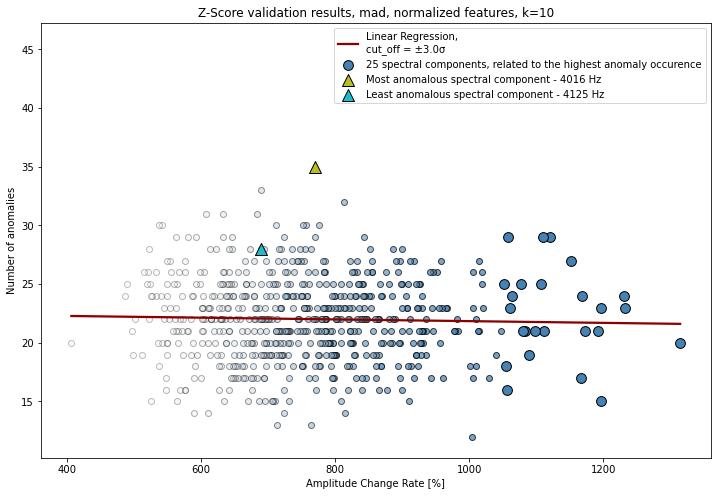 Z-Score validation results, mad, normalized features, k=10
Linear Regression,
cut_off = ±3.0σ
25 spectral components, related to the highest anomaly occurence
Most anomalous spectral component - 4016 Hz
Least anomalous spectral component - 4125 Hz
Number of anomalies
45
40
35
30
25
20
15
400
600
800
1000
1200
Amplitude Change Rate [%]